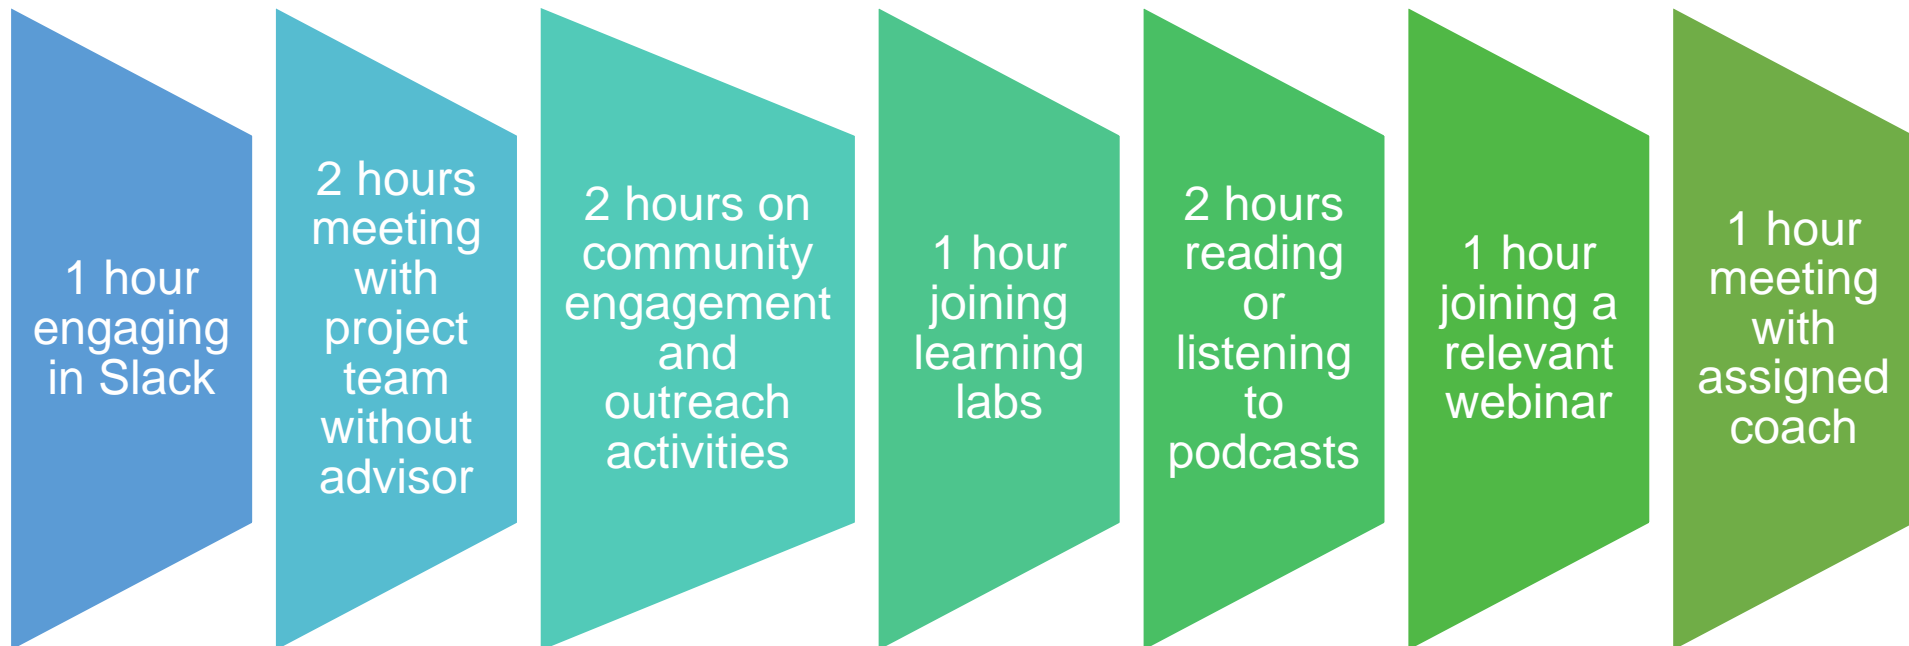 1 hour
engaging
in Slack
2 hours
meeting
with
project
team
without
advisor
2 hours on
community
engagement
and
outreach
activities
1 hour
joining
learning
labs
2 hours
reading
or
listening
to
podcasts
1 hour
joining a
relevant
webinar
1 hour
meeting
with
assigned
coach